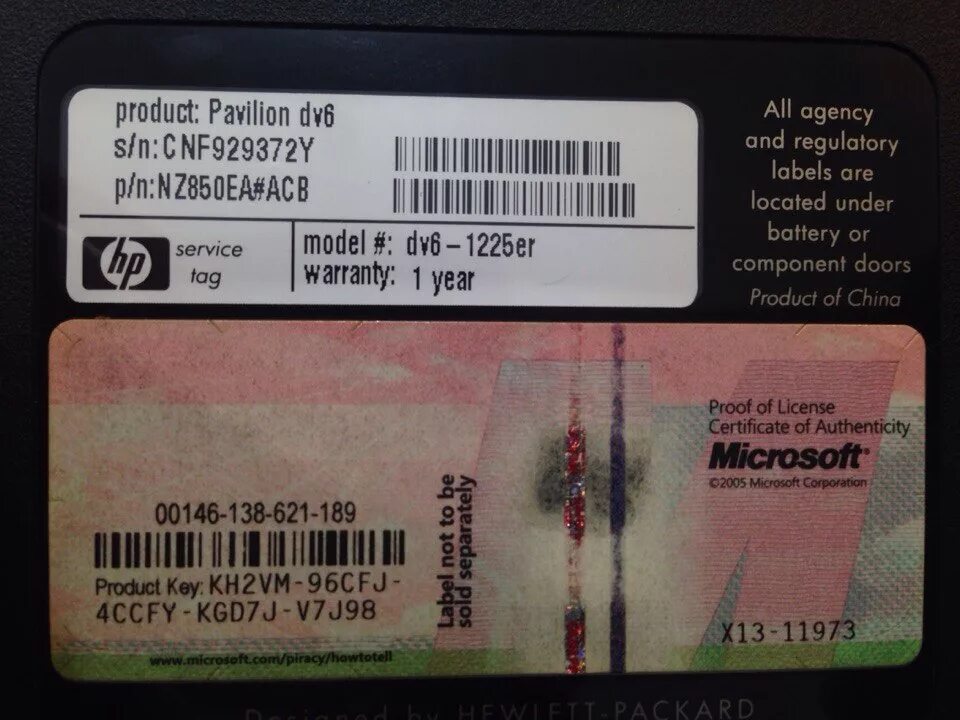 product: Pavilion dv6
s/n:CNF929372Y
p/n:NZ850EA#ACB
hp
service
tag
model #: dv6-1225er
warranty: 1 year
All agency
and regulatory
labels are
located under
battery or
component doors
Product of China
Proof of License
Certificate of Authenticity
Microsoft®
©2005 Microsoft Corporation
00146-138-621-189
Product Key: KH2VM-96CFJ-
4CCFY-KGD7J-V7J98
Label not to be
sold separately
X13-11973
www.microsoft.com/piracy/howtotell
Designed by HEWLETT-PACKARD